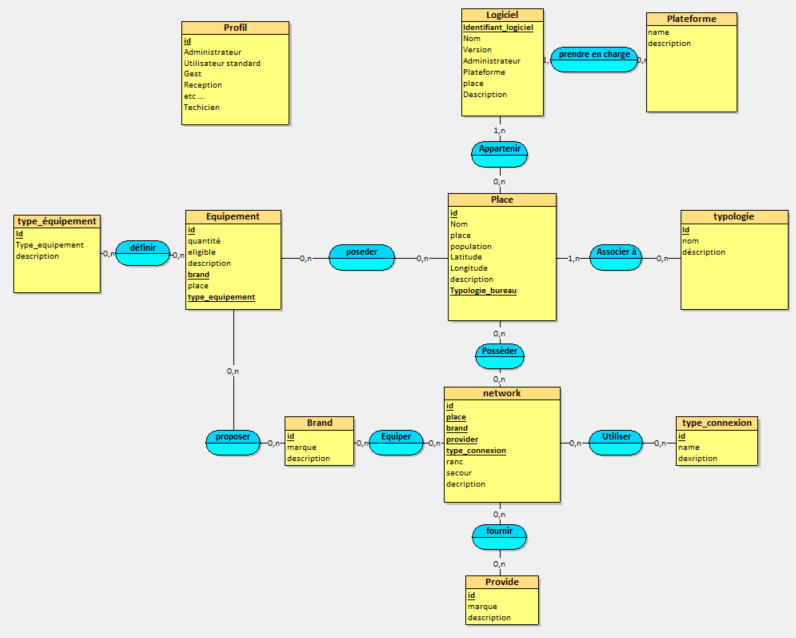 Profil
id
Administrateur
Utilisateur standard
Gest
Reception
etc ...
Techicien
Logiciel
Identifiant_logiciel
Nom
Version
Administrateur
Plateforme
place
Description
1,
prendre en charge
0,n
Plateforme
name
description
1,n
Appartenir
0,n
type_équipement
Id
Type_equipement
description
0,n
définir
0,n
Equipement
id
quantité
eligible
description
brand
place
type_equipement
0,n
poseder
0,n
Place
id
Nom
place
population
Latitude
Longitude
description
Typologie_bureau
1,n
Associer à
0,n
typologie
Id
nom
déscription
0,n
Possèder
0,n
0,n
proposer
0,n
Brand
id
marque
description
0,n
Equiper
0,n
network
id
place
brand
provider
type_connexion
ranc
secour
decription
0,n
Utiliser
0,n
type_connexion
id
name
dexription
0,n
fournir
0,n
Provide
id
marque
description